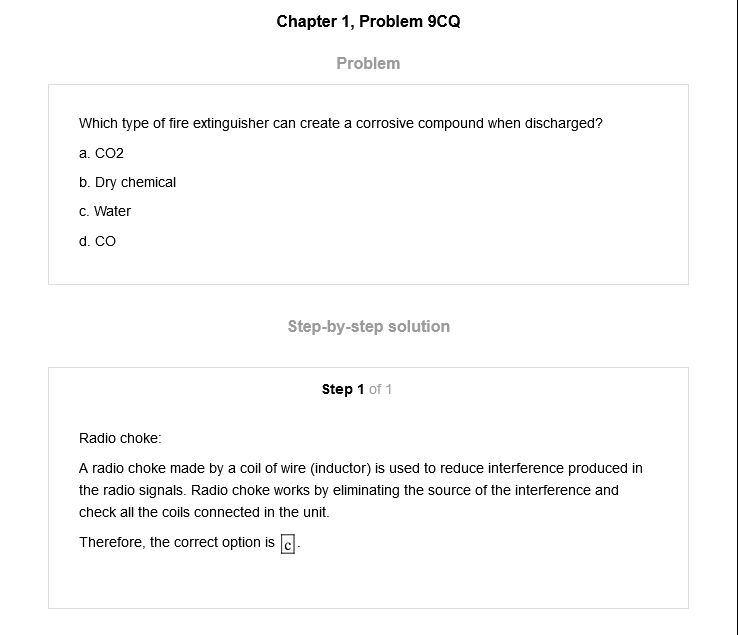 Chapter 1, Problem 9CQ
Problem
Which type of fire extinguisher can create a corrosive compound when discharged?
a. CO2
b. Dry chemical
c. Water
d. CO
Step-by-step solution
Step 1 of 1
Radio choke:
A radio choke made by a coil of wire (inductor) is used to reduce interference produced in
the radio signals. Radio choke works by eliminating the source of the interference and
check all the coils connected in the unit.
Therefore, the correct option is c.